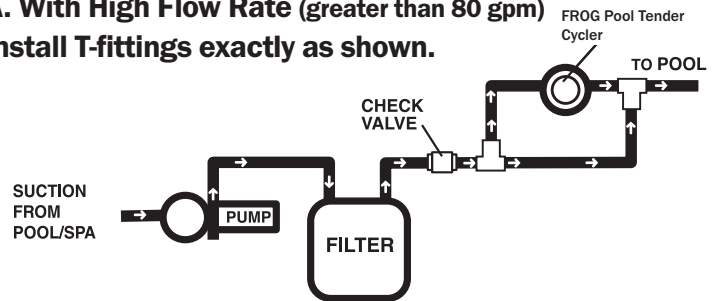 A. With High Flow Rate (greater than 80 gpm)
nstall T-fittings exactly as shown.
FROG Pool Tender
Cycler
TO POOL
CHECK
VALVE
SUCTION
FROM
POOL/SPA
PUMP
FILTER